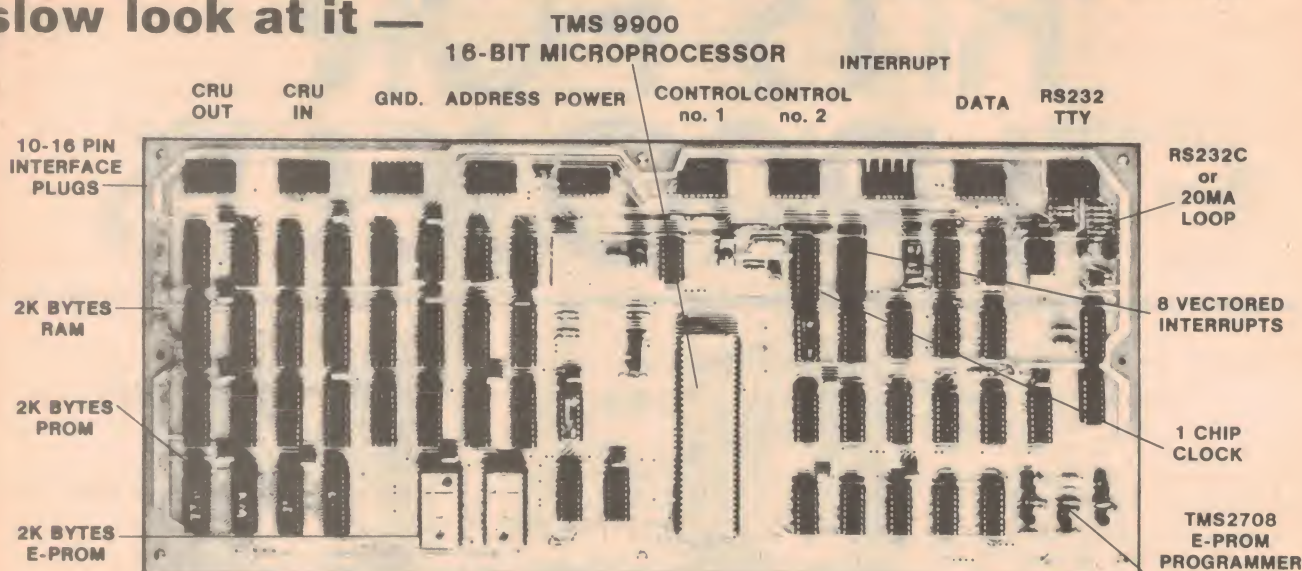 slow look at it —
TMS 9900
16-BIT MICROPROCESSOR
INTERRUPT
CRU
OUT
CRU
IN
GND.
ADDRESS
POWER
CONTROL
no. 1
CONTROL
no. 2
DATA
RS232
TTY
10-16 PIN
INTERFACE
PLUGS
RS232C
or
20MA
LOOP
2K BYTES
RAM
8 VECTORED
INTERRUPTS
2K BYTES
PROM
1 CHIP
CLOCK
2K BYTES
E-PROM
TMS2708
E-PROM
PROGRAMMER